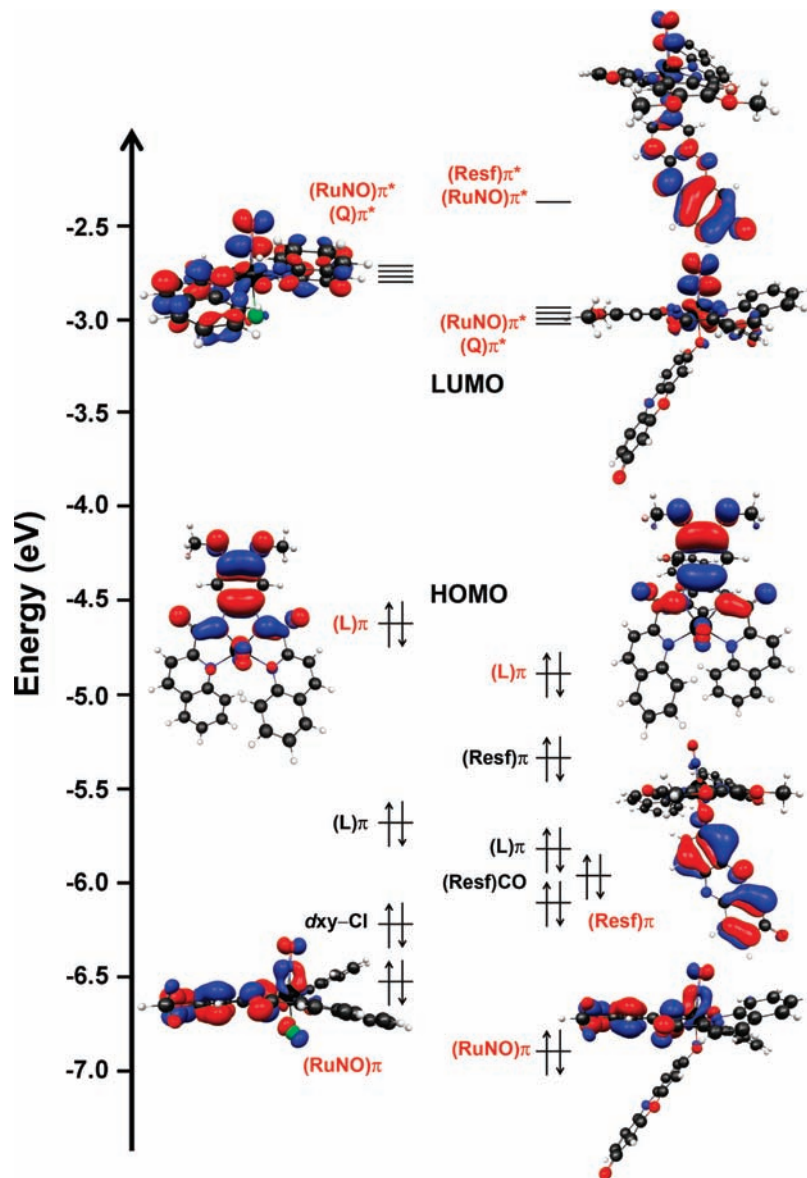 Energy (eV)
-2.5
-3.0
-3.5
-4.0
-4.5
-5.0
-5.5
-6.0
-6.5
-7.0
(RuNO)π*
(Q)π*
(L)π
(L)π
dxy–Cl
(RuNO)π
(Resf)π*
(RuNO)π*
(RuNO)π*
(Q)π*
LUMO
HOMO
(L)π
(Resf)π
(L)π
(Resf)CO
(Resf)π
(RuNO)π